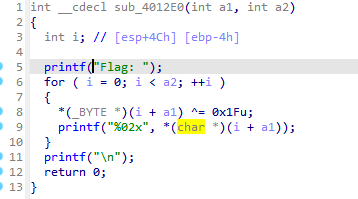 1 int __cdecl sub_4012E0(int a1, int a2)
2 {
3 int i; // [esp+4Ch] [ebp-4h]
4
5 printf("Flag: ");
6 for ( i = 0; i < a2; ++i )
7 {
8 *(_BYTE *)(i + a1) ^= 0x1Fu;
9 printf("%02x", *(char *)(i + a1));
10 }
11 printf("\n");
12 return 0;
13 }